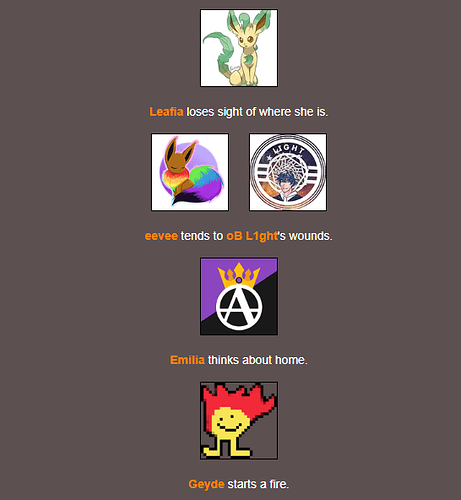 Leafia loses sight of where she is.
LIGHT
eevee tends to oB L1ght's wounds.
A
Emilia thinks about home.
Geyde starts a fire.